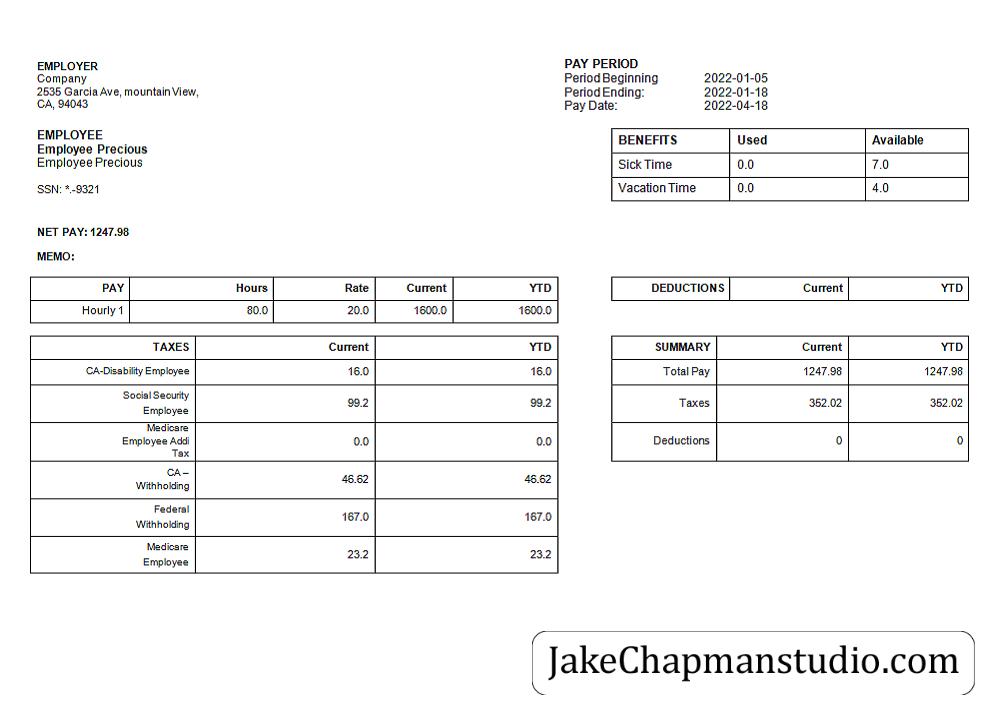 EMPLOYER
Company
2535 Garcia Ave, mountain View,
CA, 94043
PAY PERIOD
Period Beginning 2022-01-05
Period Ending: 2022-01-18
Pay Date: 2022-04-18
EMPLOYEE
Employee Precious
Employee Precious
SSN: *.-9321
BENEFITS Used Available
Sick Time 0.0 7.0
Vacation Time 0.0 4.0
NET PAY: 1247.98
MEMO:
PAY Hours Rate Current YTD
Hourly 1 80.0 20.0 1600.0 1600.0
DEDUCTIONS Current YTD
TAXES Current YTD
CA-Disability Employee 16.0 16.0
Social Security
Employee 99.2 99.2
Medicare
Employee Addi
Tax 0.0 0.0
CA –
Withholding 46.62 46.62
Federal
Withholding 167.0 167.0
Medicare
Employee 23.2 23.2
SUMMARY Current YTD
Total Pay 1247.98 1247.98
Taxes 352.02 352.02
Deductions 0 0
JakeChapmanstudio.com